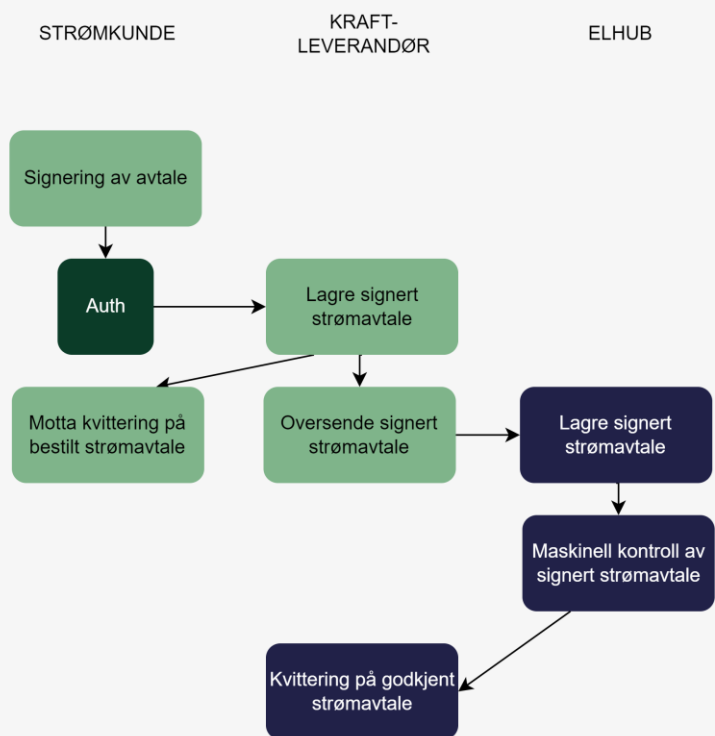 STRØMKUNDE
KRAFT-
LEVERANDØR
ELHUB
Signering av avtale
Auth
Lagre signert
strømavtale
Motta kvittering på
bestilt strømavtale
Oversende signert
strømavtale
Lagre signert
strømavtale
Maskinell kontroll av
signert strømavtale
Kvittering på godkjent
strømavtale